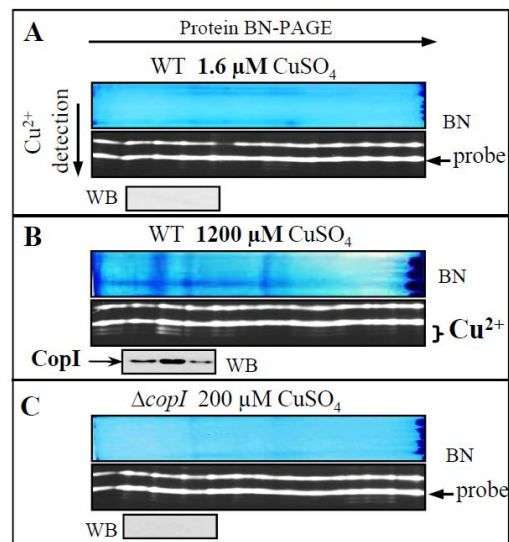 A
Protein BN-PAGE
WT 1.6 µM CuSO₄
Cu²⁺
detection
BN
probe
WB
B
WT 1200 µM CuSO₄
BN
Cu²⁺
CopI
WB
C
ΔcopI 200 µM CuSO₄
BN
probe
WB